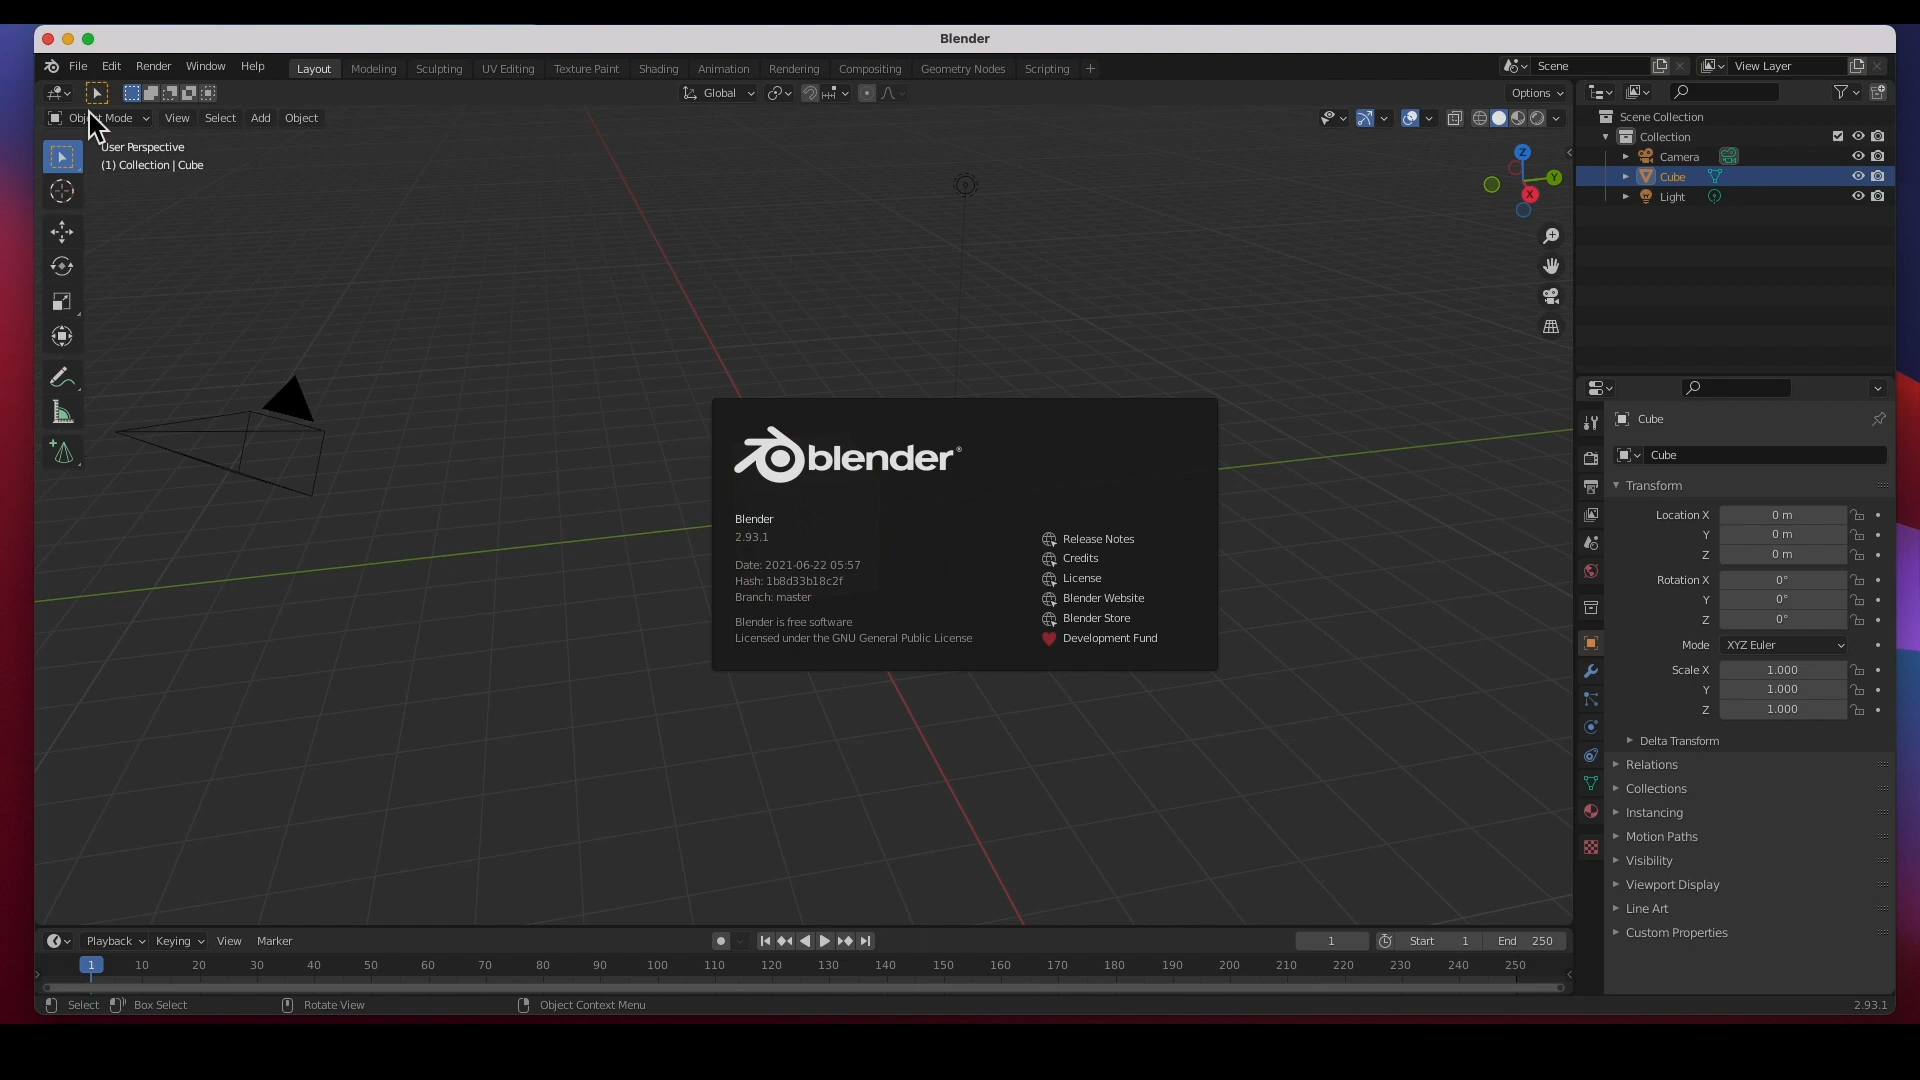 Blender
File Edit Render Window Help Layout Modeling Sculpting UV Editing Texture Paint Shading Animation Rendering Compositing Geometry Nodes Scripting + Scene View Layer
Global Options
Object Mode View Select Add Object
User Perspective
(1) Collection | Cube
Z
Y
X
Scene Collection
Collection
Camera
Cube
Light
Cube
Cube
Transform
Location X 0 m
Y 0 m
Z 0 m
Rotation X 0°
Y 0°
Z 0°
Mode XYZ Euler
Scale X 1.000
Y 1.000
Z 1.000
Delta Transform
Relations
Collections
Instancing
Motion Paths
Visibility
Viewport Display
Line Art
Custom Properties
blender®
Blender
2.93.1
Date: 2021-06-22 05:57
Hash: 1b8d33b18c2f
Branch: master
Blender is free software
Licensed under the GNU General Public License
Release Notes
Credits
License
Blender Website
Blender Store
Development Fund
Playback Keying View Marker 1 Start 1 End 250
1 10 20 30 40 50 60 70 80 90 100 110 120 130 140 150 160 170 180 190 200 210 220 230 240 250
Select Box Select Rotate View Object Context Menu 2.93.1